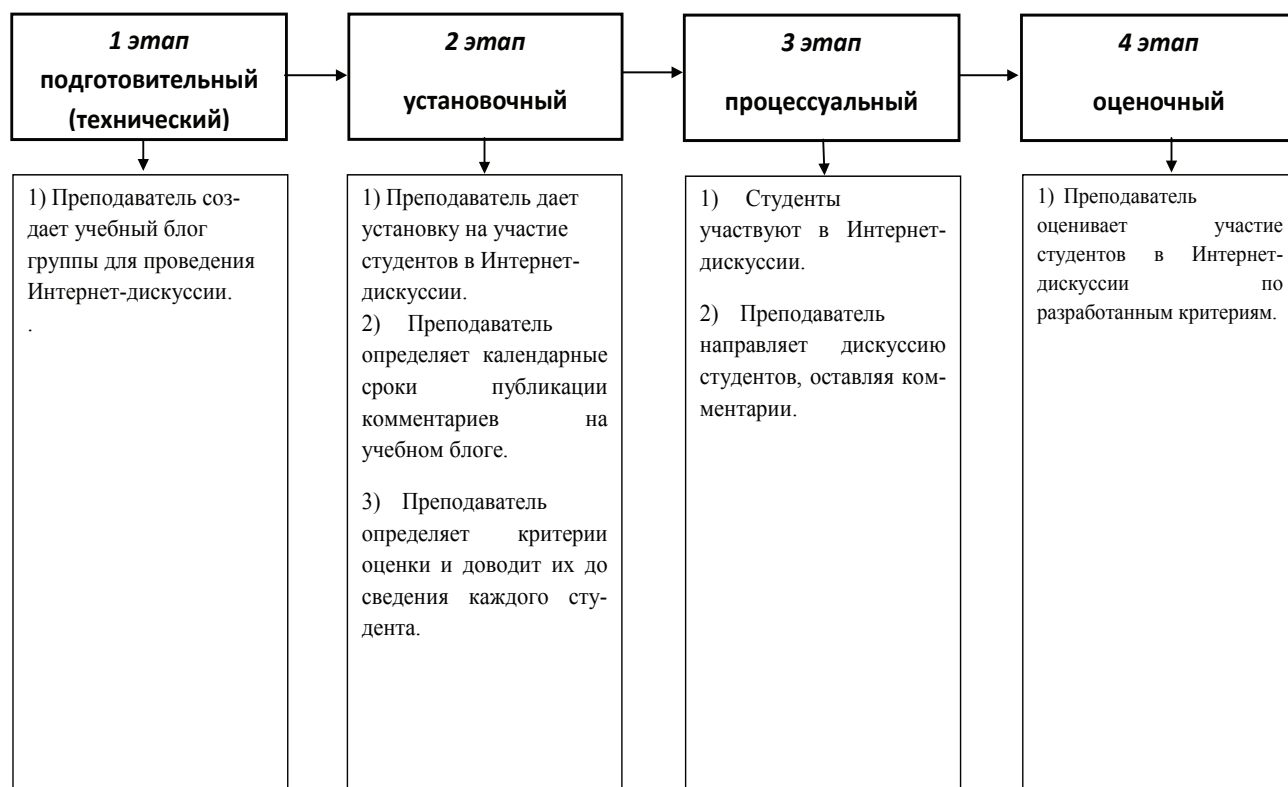 1 этап
подготовительный
(технический)
2 этап
установочный
3 этап
процессуальный
4 этап
оценочный
1) Преподаватель соз-
дает учебный блог
группы для проведения
Интернет-дискуссии.
.
1) Преподаватель дает
установку на участие
студентов в Интернет-
дискуссии.
2) Преподаватель
определяет календарные
сроки публикации
комментариев на
учебном блоге.
3) Преподаватель
определяет критерии
оценки и доводит их до
сведения каждого сту-
дента.
1) Студенты
участвуют в Интернет-
дискуссии.
2) Преподаватель
направляет дискуссию
студентов, оставляя ком-
ментарии.
1) Преподаватель
оценивает участие
студентов в Интернет-
дискуссии по
разработанным критериям.